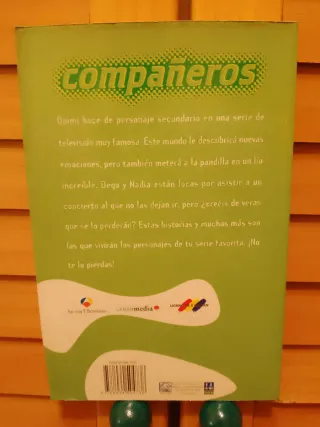 compañeros
Quimi hace de personaje secundario en una serie de
televisión muy famosa. Este mundo le descubrirá nuevas
emociones, pero también meterá a la pandilla en un lío
increíble. Bego y Nadia están locas por asistir a un
concierto al que no las dejan ir, pero ¿creéis de veras
que se lo perderán? Estas historias y muchas más son
las que vivirán los personajes de tu serie favorita. ¡No
te lo pierdas!